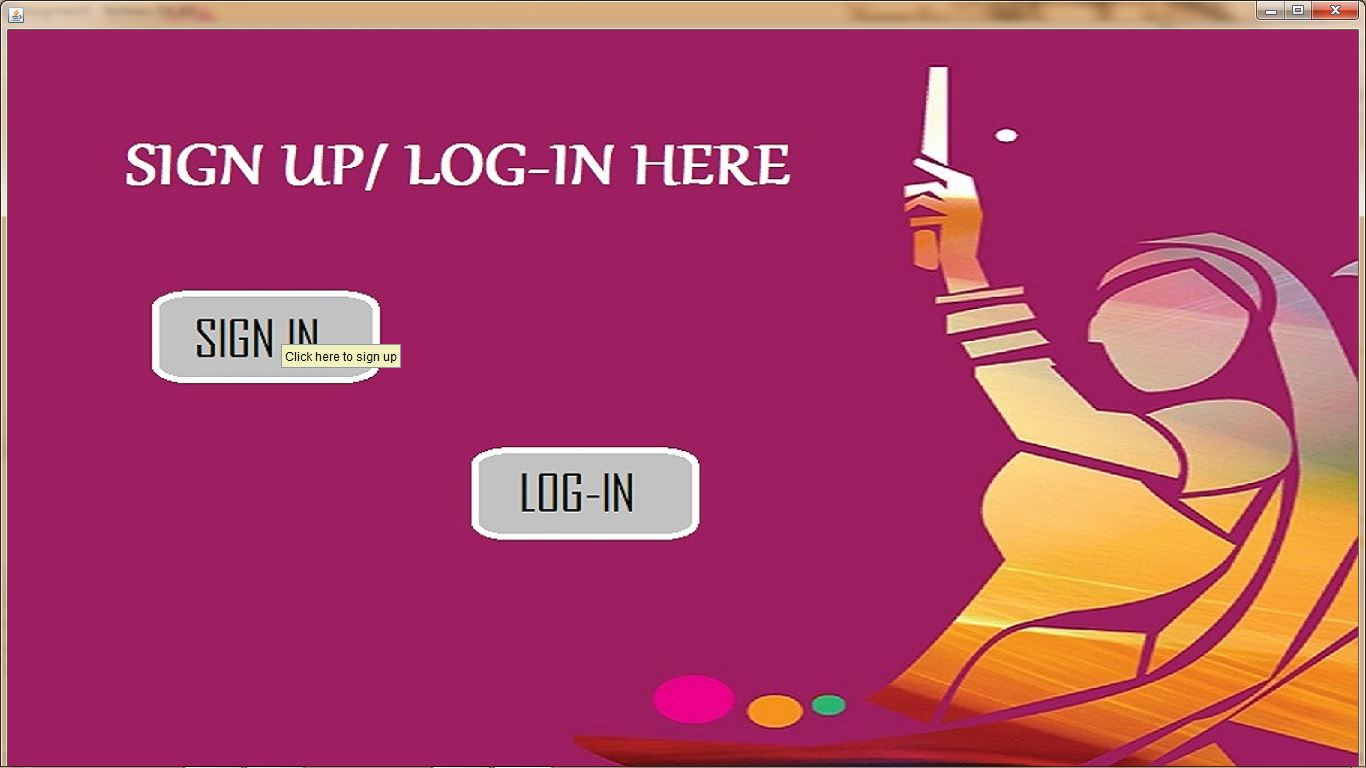 SIGN UP/ LOG-IN HERE
SIGN IN
Click here to sign up
LOG-IN